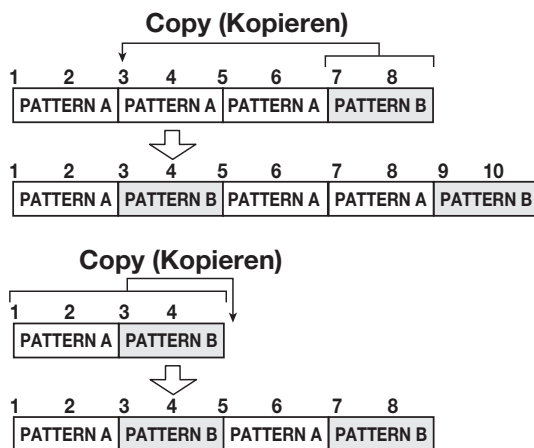 Copy (Kopieren)
1 2 3 4 5 6 7 8
PATTERN A PATTERN A PATTERN A PATTERN B
1 2 3 4 5 6 7 8 9 10
PATTERN A PATTERN B PATTERN A PATTERN A PATTERN B
Copy (Kopieren)
1 2 3 4
PATTERN A PATTERN B
1 2 3 4 5 6 7 8
PATTERN A PATTERN B PATTERN A PATTERN B